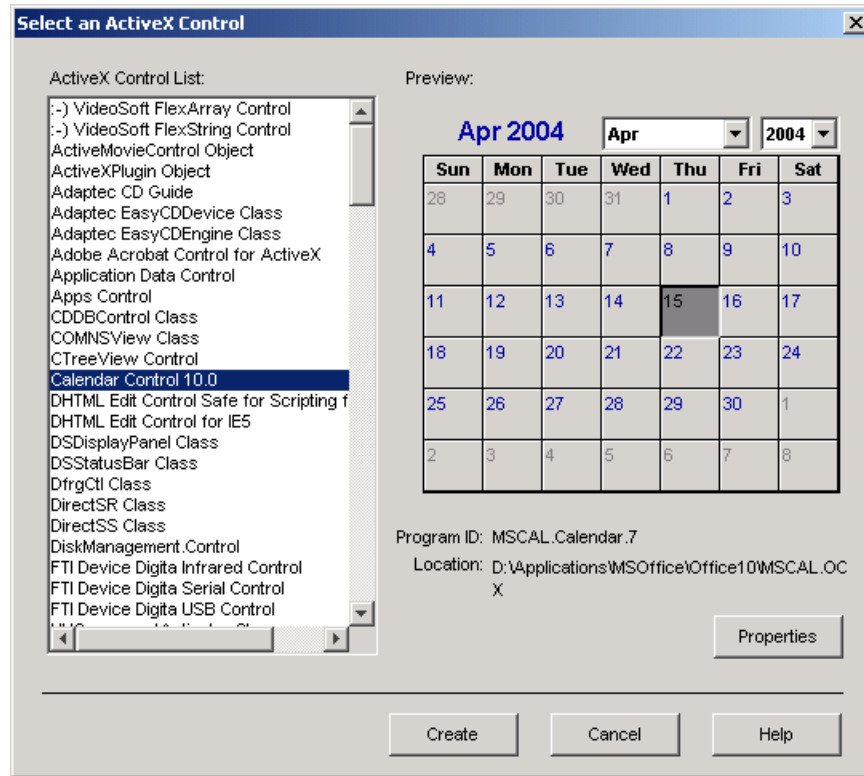 Select an ActiveX Control
ActiveX Control List:
:-) VideoSoft FlexArray Control
:-) VideoSoft FlexString Control
ActiveMovieControl Object
ActiveXPlugin Object
Adaptec CD Guide
Adaptec EasyCDDevice Class
Adaptec EasyCDEngine Class
Adobe Acrobat Control for ActiveX
Application Data Control
Apps Control
CDDBControl Class
COMNSView Class
CTreeView Control
Calendar Control 10.0
DHTML Edit Control Safe for Scripting f
DHTML Edit Control for IE5
DSDisplayPanel Class
DSStatusBar Class
DfrgCtl Class
DirectSR Class
DirectSS Class
DiskManagement.Control
FTI Device Digita Infrared Control
FTI Device Digita Serial Control
FTI Device Digita USB Control
Preview:
Apr 2004 Apr 2004
Sun Mon Tue Wed Thu Fri Sat
28 29 30 31 1 2 3
4 5 6 7 8 9 10
11 12 13 14 15 16 17
18 19 20 21 22 23 24
25 26 27 28 29 30 1
2 3 4 5 6 7 8
Program ID: MSCAL.Calendar.7
Location: D:\Applications\MSOffice\Office10\MSCAL.OC
X
Properties
Create Cancel Help